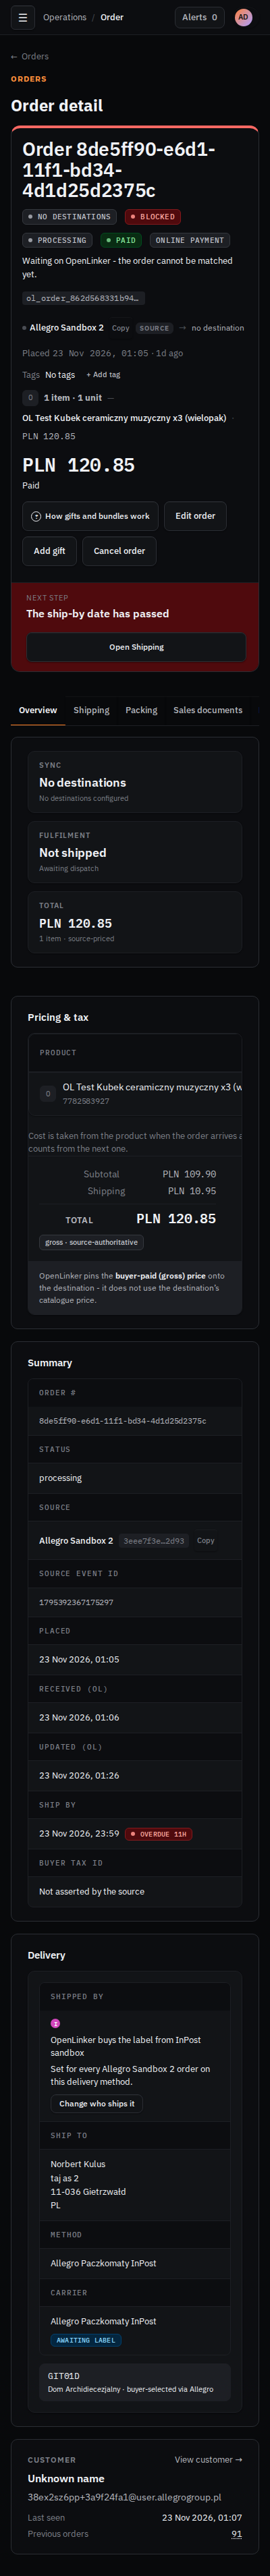 ☰ Operations / Order Alerts 0 AD
← Orders
ORDERS
Order detail
Order 8de5ff90-e6d1-
11f1-bd34-
4d1d25d2375c
NO DESTINATIONS BLOCKED
PROCESSING PAID ONLINE PAYMENT
Waiting on OpenLinker - the order cannot be matched
yet.
ol_order_862d568331b94…
Allegro Sandbox 2 Copy SOURCE → no destination
Placed 23 Nov 2026, 01:05 · 1d ago
Tags No tags + Add tag
O 1 item · 1 unit —
OL Test Kubek ceramiczny muzyczny x3 (wielopak) ·
PLN 120.85
PLN 120.85
Paid
How gifts and bundles work Edit order
Add gift Cancel order
NEXT STEP
The ship-by date has passed
Open Shipping
Overview Shipping Packing Sales documents
SYNC
No destinations
No destinations configured
FULFILMENT
Not shipped
Awaiting dispatch
TOTAL
PLN 120.85
1 item · source-priced
Pricing & tax
PRODUCT
O OL Test Kubek ceramiczny muzyczny x3 (w
7782583927
Cost is taken from the product when the order arrives a
counts from the next one.
Subtotal PLN 109.90
Shipping PLN 10.95
TOTAL PLN 120.85
gross · source-authoritative
OpenLinker pins the buyer-paid (gross) price onto
the destination - it does not use the destination's
catalogue price.
Summary
ORDER #
8de5ff90-e6d1-11f1-bd34-4d1d25d2375c
STATUS
processing
SOURCE
Allegro Sandbox 2 3eee7f3e…2d93 Copy
SOURCE EVENT ID
1795392367175297
PLACED
23 Nov 2026, 01:05
RECEIVED (OL)
23 Nov 2026, 01:06
UPDATED (OL)
23 Nov 2026, 01:26
SHIP BY
23 Nov 2026, 23:59 OVERDUE 11H
BUYER TAX ID
Not asserted by the source
Delivery
SHIPPED BY
I
OpenLinker buys the label from InPost
sandbox
Set for every Allegro Sandbox 2 order on
this delivery method.
Change who ships it
SHIP TO
Norbert Kulus
taj as 2
11-036 Gietrzwałd
PL
METHOD
Allegro Paczkomaty InPost
CARRIER
Allegro Paczkomaty InPost
AWAITING LABEL
GIT01D
Dom Archidiecezjalny · buyer-selected via Allegro
CUSTOMER View customer →
Unknown name
38ex2sz6pp+3a9f24fa1@user.allegrogroup.pl
Last seen 23 Nov 2026, 01:07
Previous orders 91